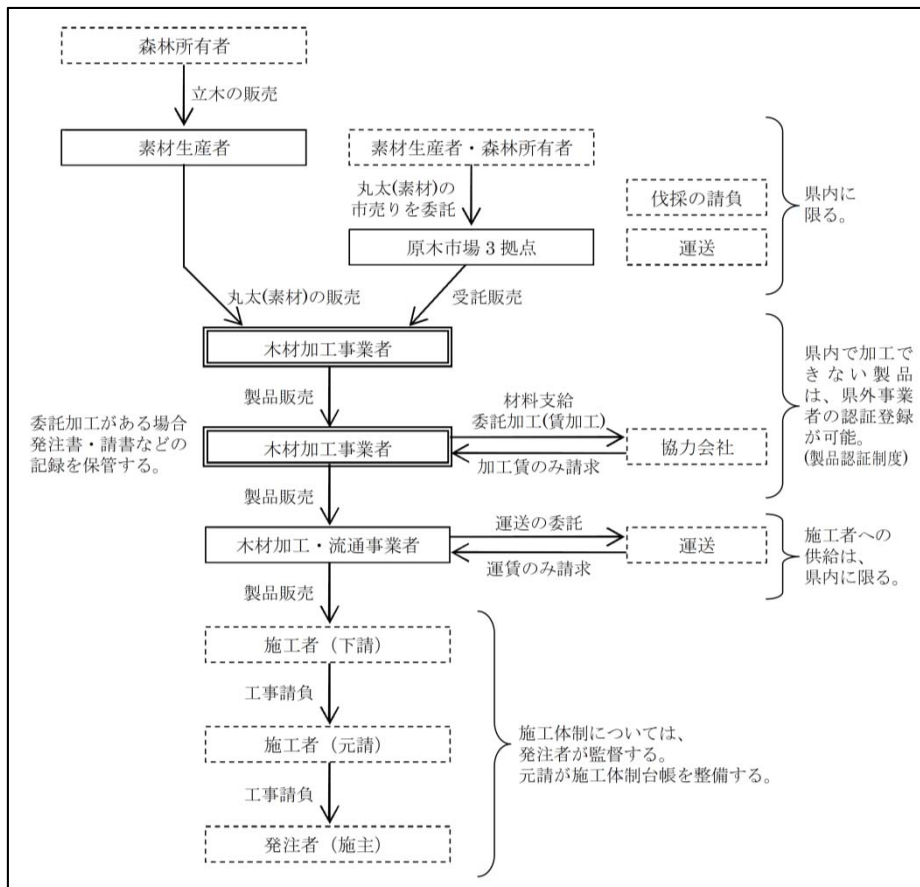 森林所有者
立木の販売
素材生産者
素材生産者・森林所有者
丸太(素材)の
市売りを委託
原木市場3拠点
伐採の請負
運送
県内に
限る。
丸太(素材)の販売
受託販売
木材加工事業者
製品販売
委託加工がある場合
発注書・請書などの
記録を保管する。
木材加工事業者
材料支給
委託加工(賃加工)
加工賃のみ請求
協力会社
県内で加工で
きない製品
は、県外事業
者の認証登録
が可能。
(製品認証制度)
製品販売
木材加工・流通事業者
運送の委託
運賃のみ請求
運送
施工者への
供給は、
県内に限る。
製品販売
施工者(下請)
工事請負
施工者(元請)
工事請負
発注者(施主)
施工体制については、
発注者が監督する。
元請が施工体制台帳を整備する。